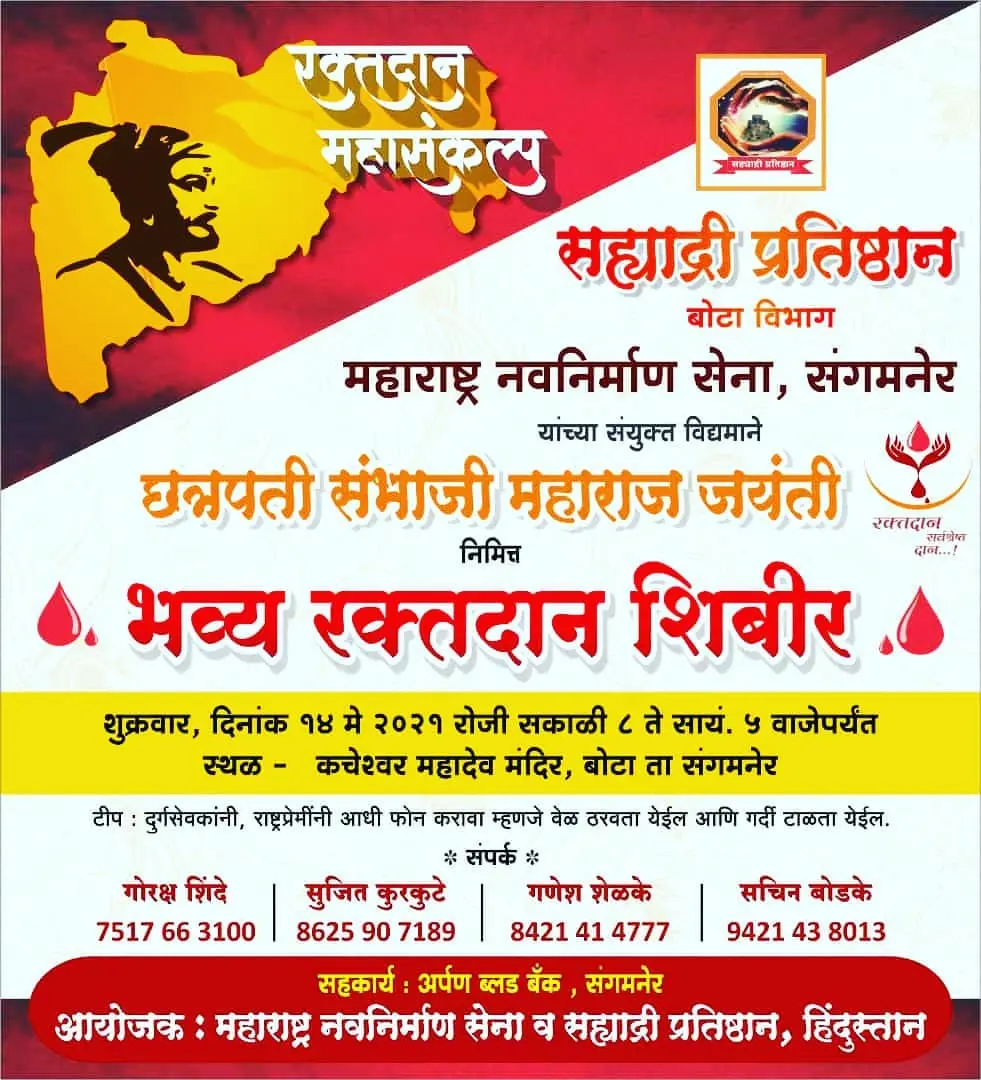 रक्तदान
महासंकल्प
सह्याद्री प्रतिष्ठान
सह्याद्री प्रतिष्ठान
बोटा विभाग
महाराष्ट्र नवनिर्माण सेना, संगमनेर
यांच्या संयुक्त विद्यमाने
छत्रपती संभाजी महाराज जयंती
रक्तदान
सर्वश्रेष्ठ
दान...!
निमित्त
भव्य रक्तदान शिबीर
शुक्रवार, दिनांक १४ मे २०२१ रोजी सकाळी ८ ते सायं. ५ वाजेपर्यंत
स्थळ - कचेश्वर महादेव मंदिर, बोटा ता संगमनेर
टीप : दुर्गसेवकांनी, राष्ट्रप्रेमींनी आधी फोन करावा म्हणजे वेळ ठरवता येईल आणि गर्दी टाळता येईल.
* संपर्क *
गोरक्ष शिंदे | सुजित कुरकुटे | गणेश शेळके | सचिन बोडके
7517 66 3100 | 8625 90 7189 | 8421 41 4777 | 9421 43 8013
सहकार्य : अर्पण ब्लड बँक , संगमनेर
आयोजक : महाराष्ट्र नवनिर्माण सेना व सह्याद्री प्रतिष्ठान, हिंदुस्तान